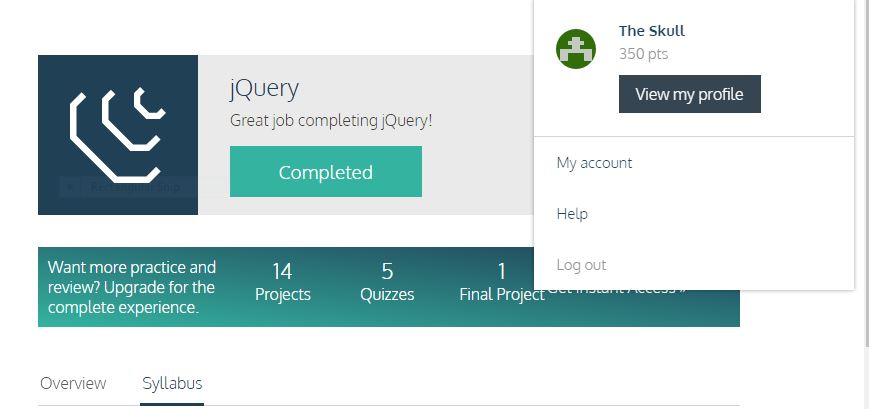 The Skull
350 pts
View my profile
My account
Help
Log out
jQuery
Great job completing jQuery!
Completed
Rectangular Snip
Want more practice and
review? Upgrade for the
complete experience.
14
Projects
5
Quizzes
1
Final Project
Get Instant Access »
Overview
Syllabus